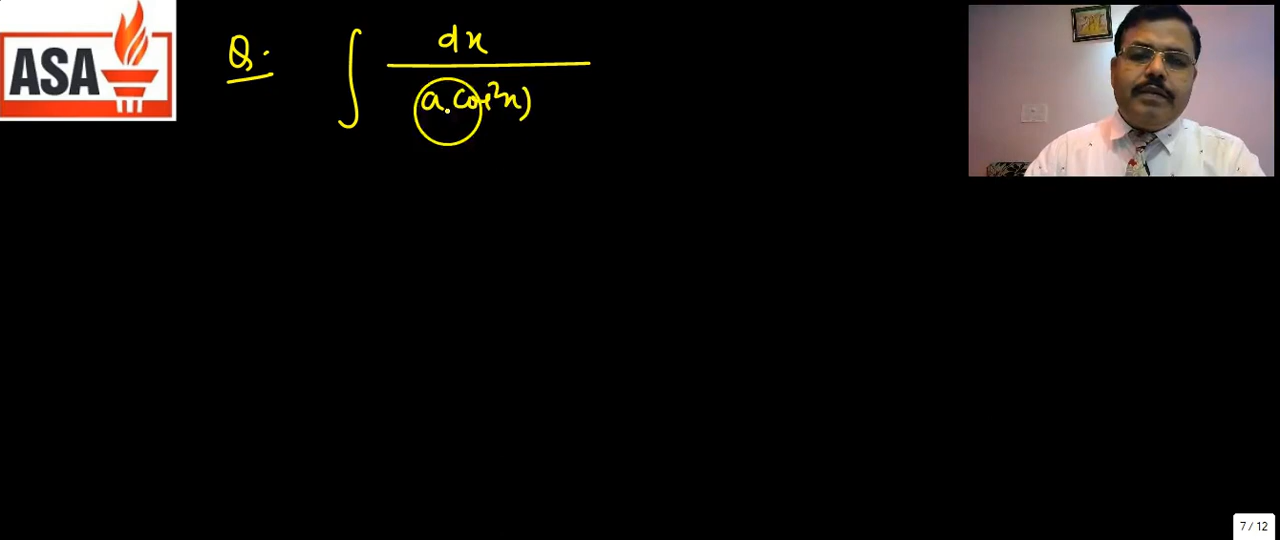 ASA
Q. ∫ dx
a.cos²x)
7 / 12